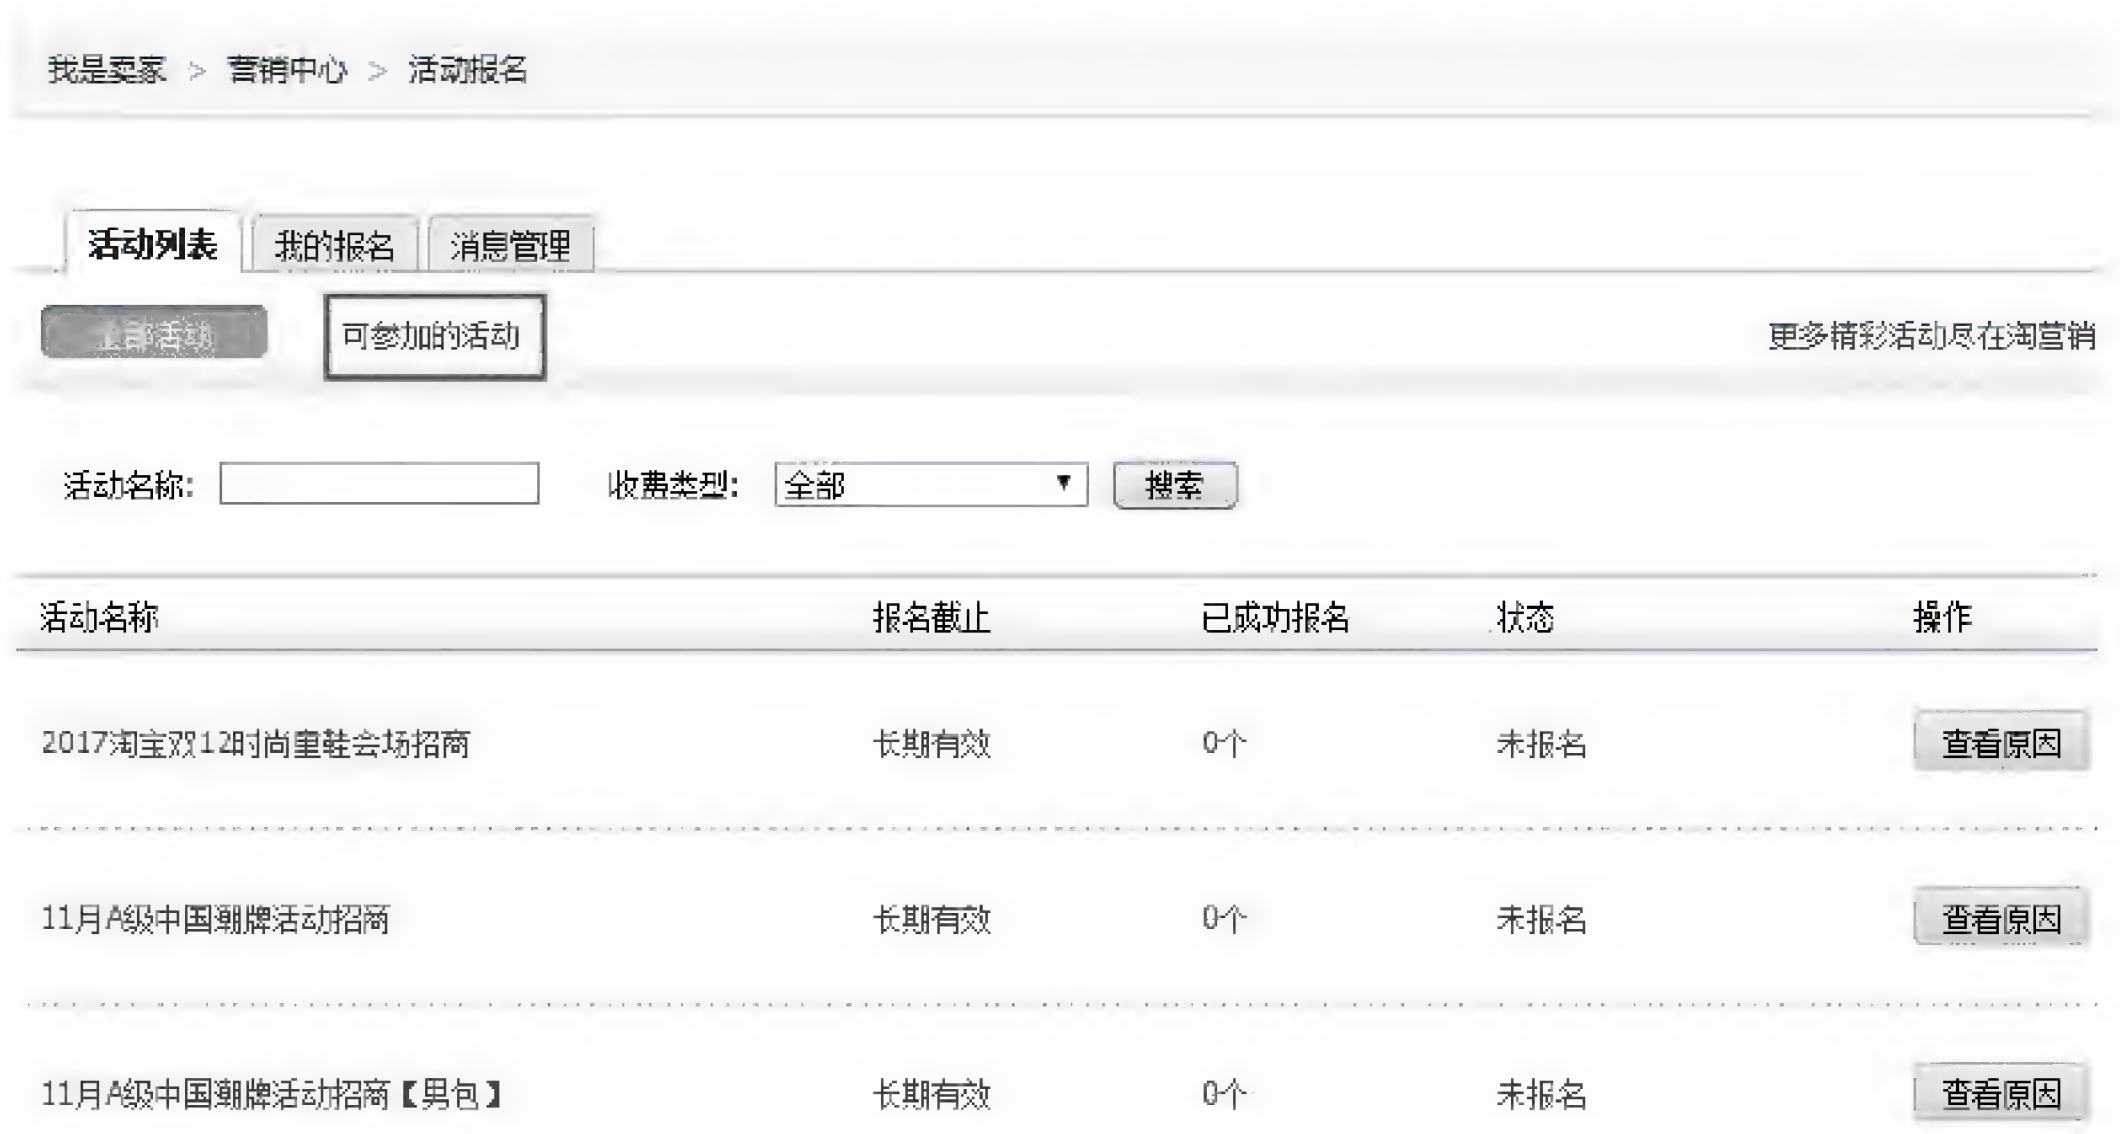 我是卖家 > 营销中心 > 活动报名
活动列表 我的报名 消息管理
全部活动 可参加的活动 更多精彩活动尽在淘营销
活动名称: 收费类型: 全部 搜索
活动名称 报名截止 已成功报名 状态 操作
2017淘宝双12时尚童鞋会场招商 长期有效 0个 未报名 查看原因
11月A级中国潮牌活动招商 长期有效 0个 未报名 查看原因
11月A级中国潮牌活动招商【男包】 长期有效 0个 未报名 查看原因